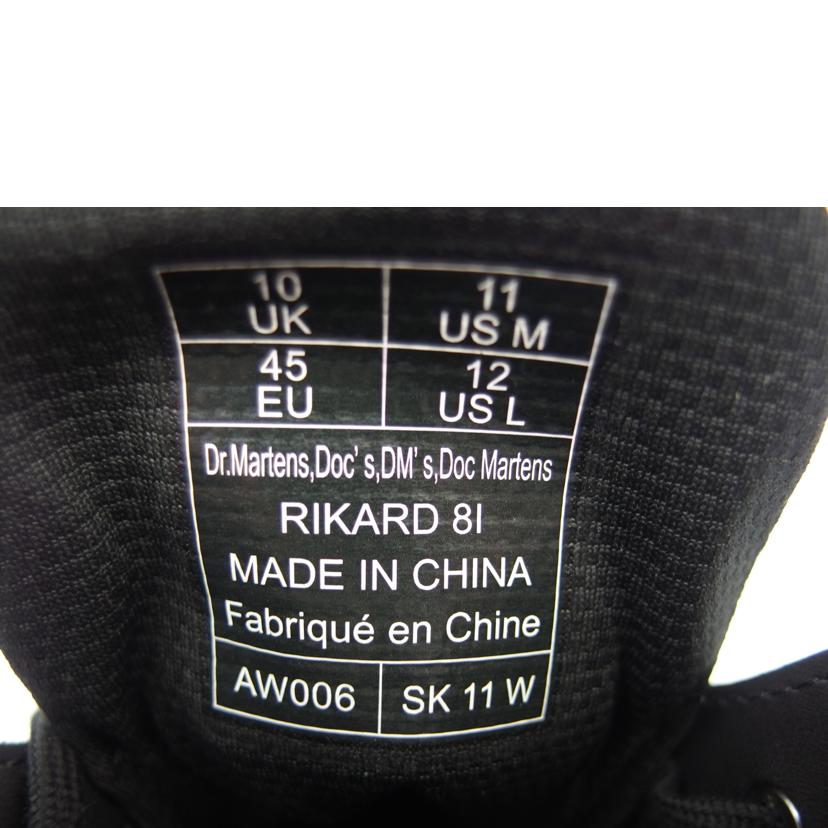 10
UK
11
US M
45
EU
12
US L
Dr.Martens,Doc's,DM's,Doc Martens
RIKARD 8I
MADE IN CHINA
Fabriqué en Chine
AW006
SK 11 W